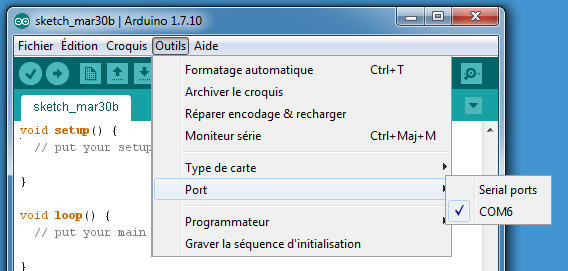 sketch_mar30b | Arduino 1.7.10
Fichier Édition Croquis Outils Aide
sketch_mar30b
Formatage automatique Ctrl+T
Archiver le croquis
Réparer encodage & recharger
Moniteur série Ctrl+Maj+M
Type de carte
Port
Programmateur
Graver la séquence d'initialisation
Serial ports
COM6
void setup() {
// put your setup
}
void loop() {
// put your main
}